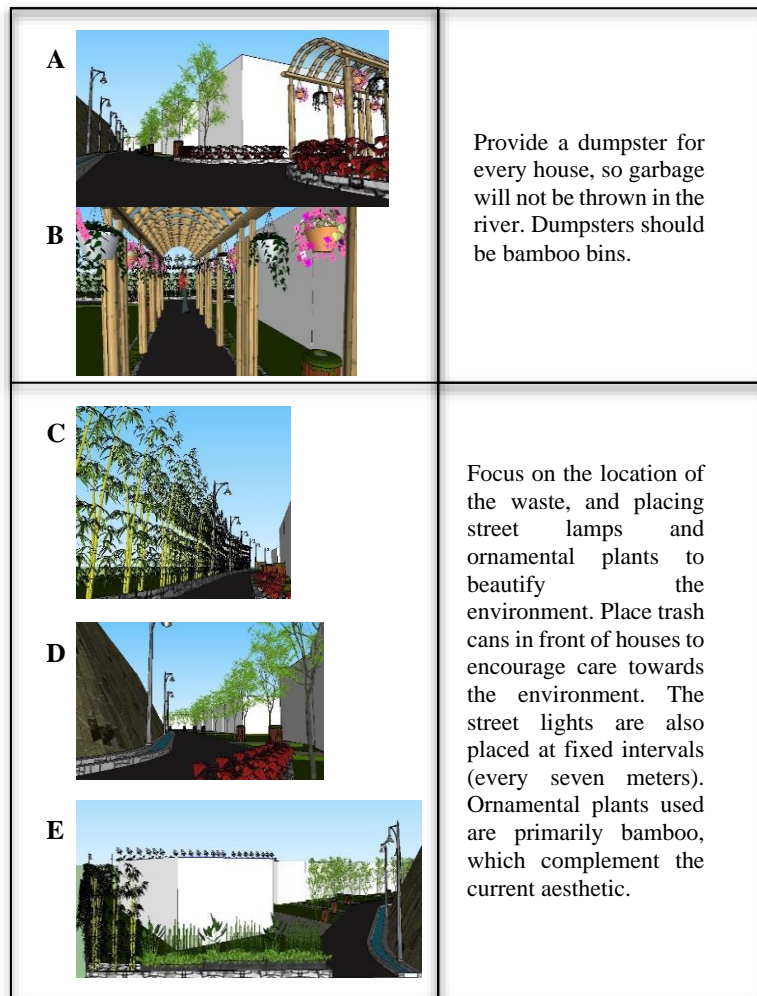 A
B
Provide a dumpster for
every house, so garbage
will not be thrown in the
river. Dumpsters should
be bamboo bins.
C
D
E
Focus on the location of
the waste, and placing
street lamps and
ornamental plants to
beautify the
environment. Place trash
cans in front of houses to
encourage care towards
the environment. The
street lights are also
placed at fixed intervals
(every seven meters).
Ornamental plants used
are primarily bamboo,
which complement the
current aesthetic.